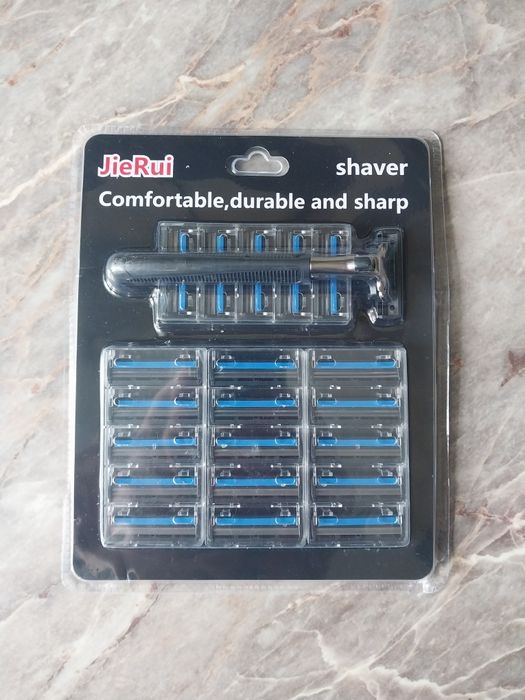 JieRui
shaver
Comfortable,durable and sharp